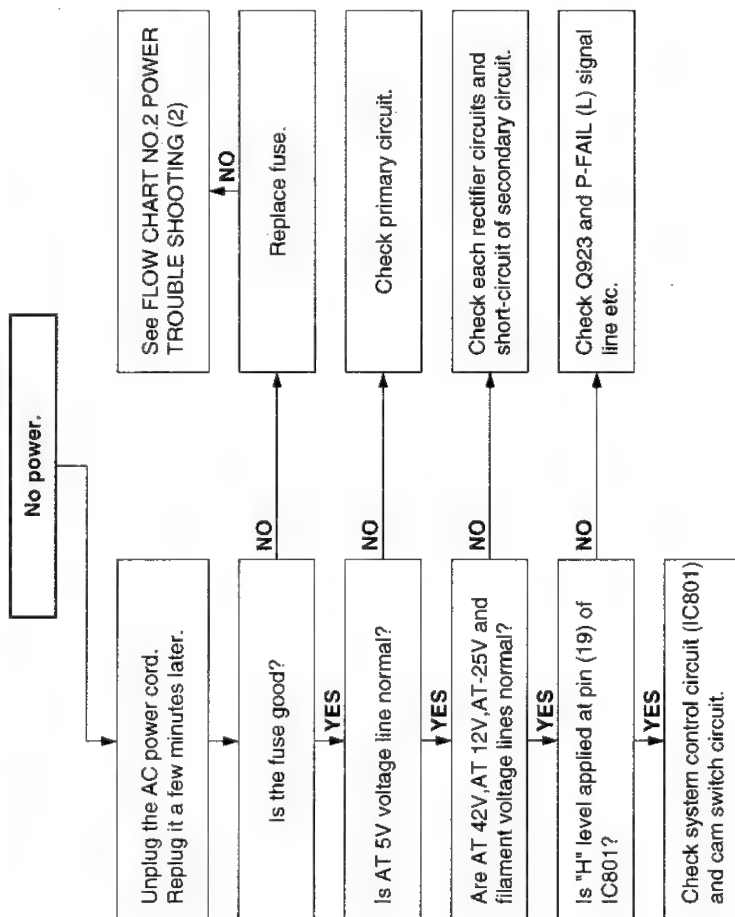 No power.
Unplug the AC power cord.
Replug it a few minutes later.
Is the fuse good?
NO
Replace fuse.
NO
See FLOW CHART NO.2 POWER
TROUBLE SHOOTING (2)
YES
Is AT 5V voltage line normal?
NO
Check primary circuit.
YES
Are AT 42V,AT 12V,AT-25V and
filament voltage lines normal?
NO
Check each rectifier circuits and
short-circuit of secondary circuit.
YES
Is "H" level applied at pin (19) of
IC801?
NO
Check Q923 and P-FAIL (L) signal
line etc.
YES
Check system control circuit (IC801)
and cam switch circuit.